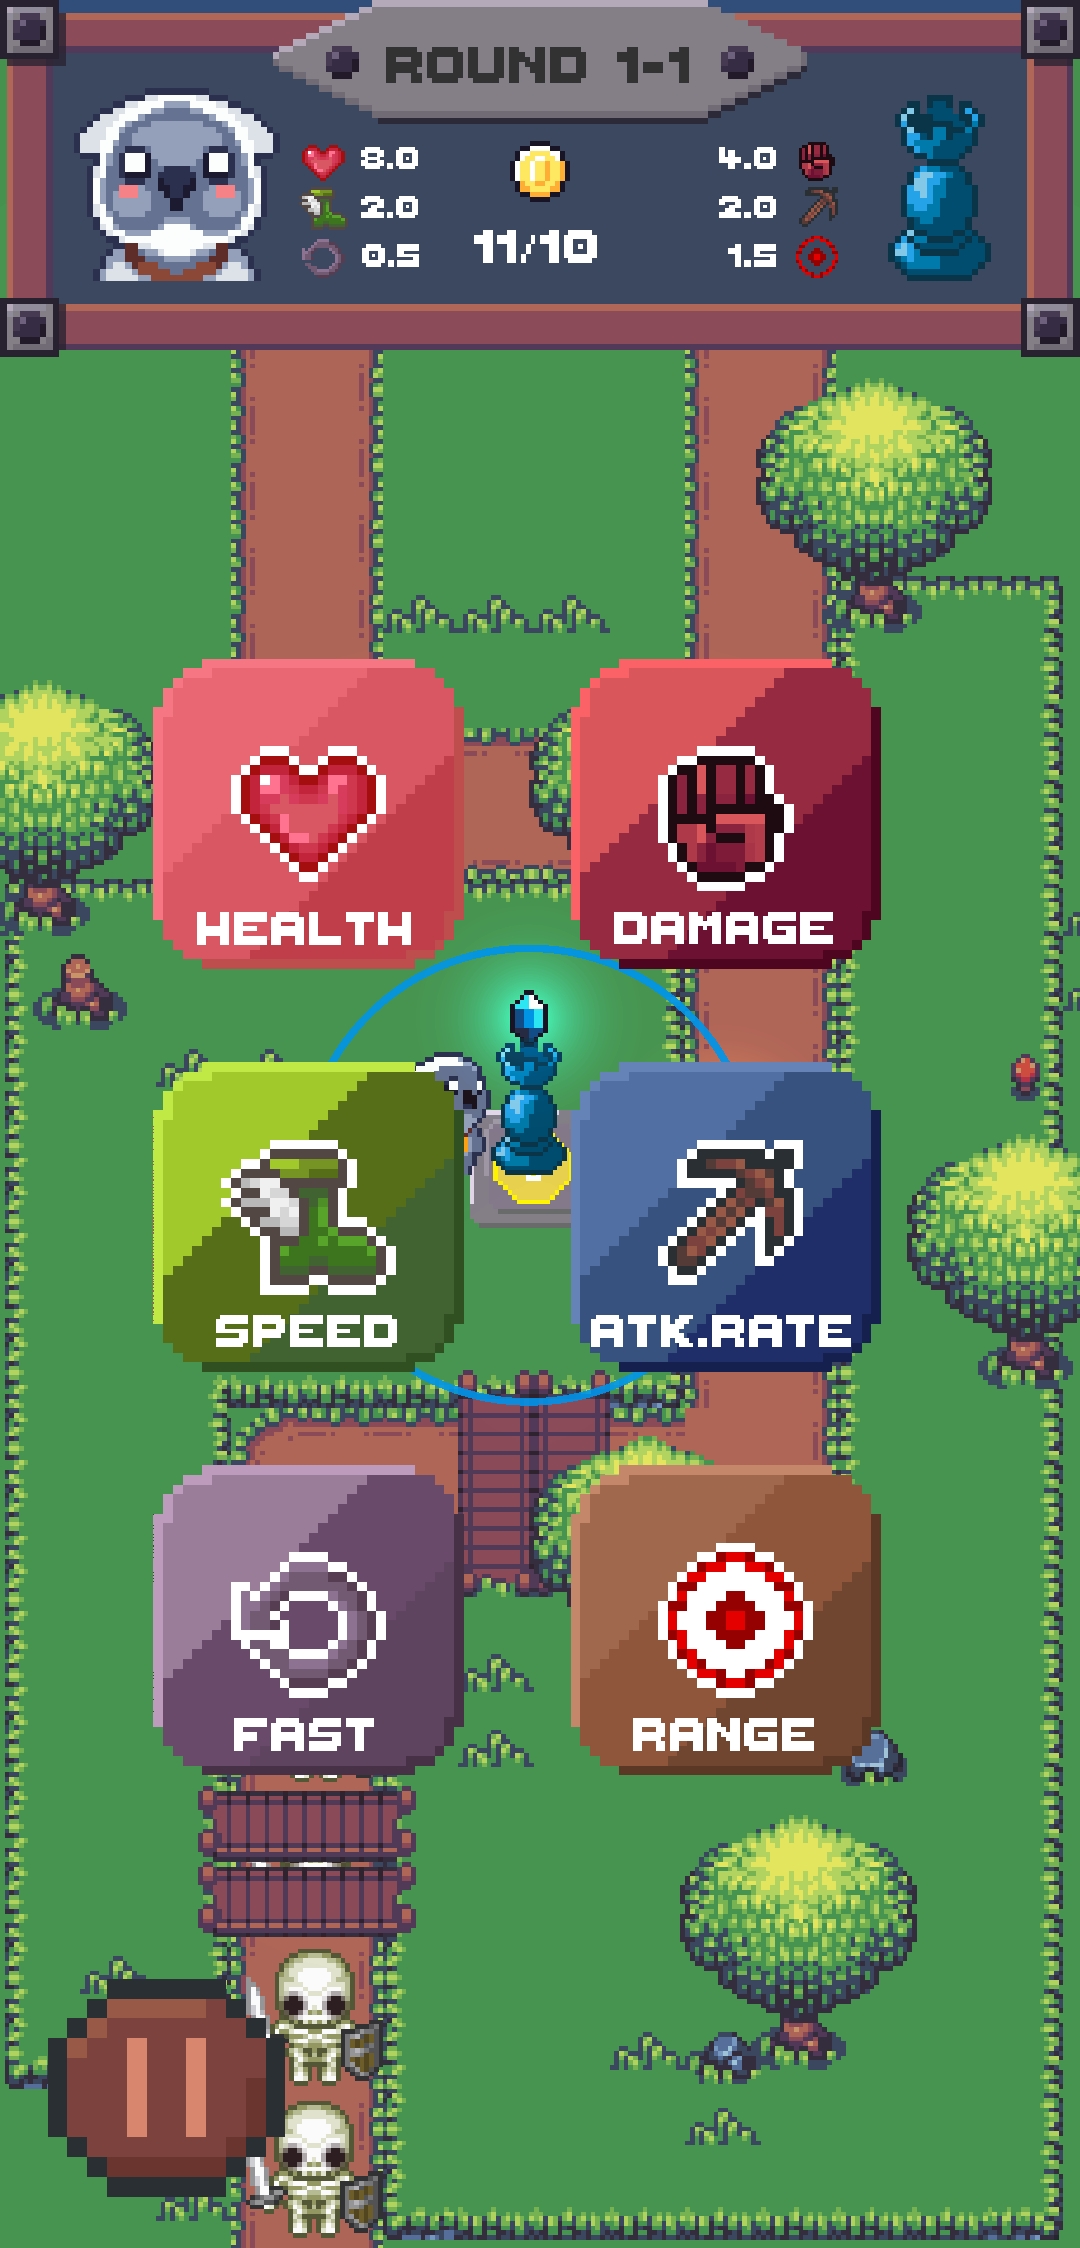 ROUND 1-1
8.0
4.0
2.0
2.0
11/10
0.5
1.5
HEALTH
DAMAGE
SPEED
ATK.RATE
FAST
RANGE